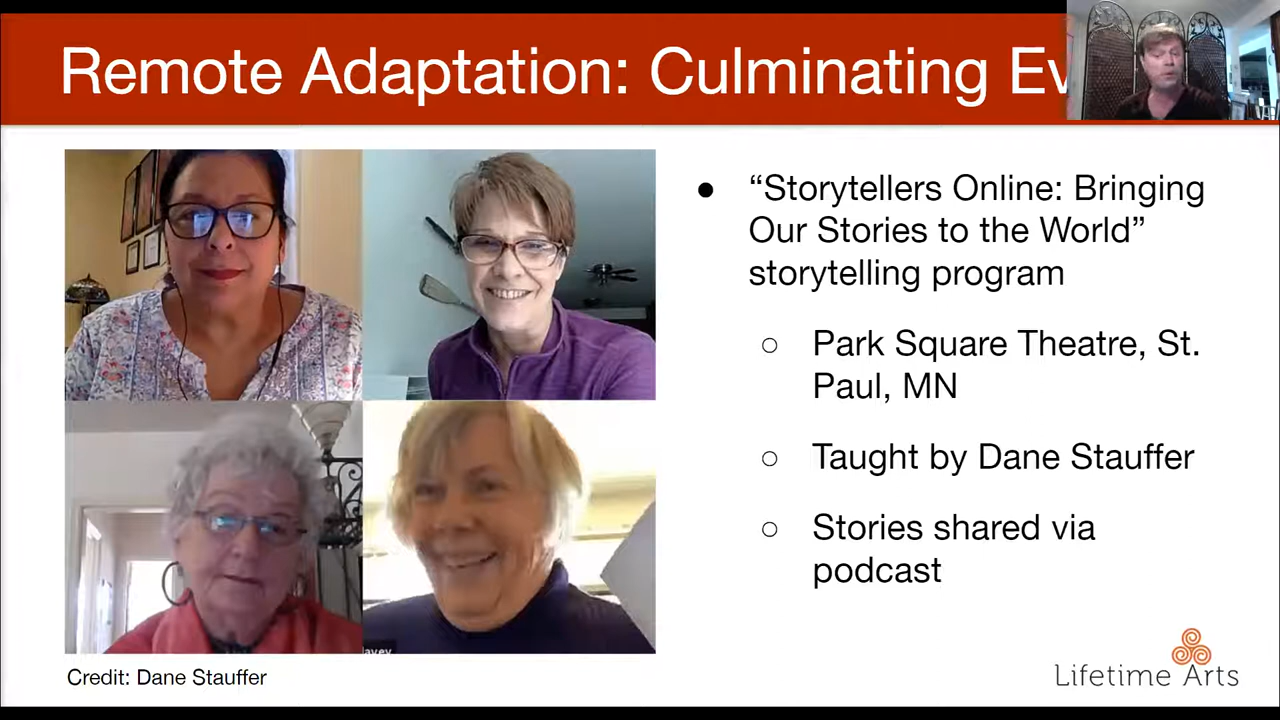 Remote Adaptation: Culminating Ev
● “Storytellers Online: Bringing
Our Stories to the World”
storytelling program
○ Park Square Theatre, St.
Paul, MN
○ Taught by Dane Stauffer
○ Stories shared via
podcast
Credit: Dane Stauffer
Lifetime Arts